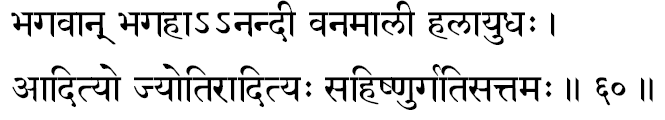 भगवान् भगहाऽऽनन्दी वनमाली हलायुधः ।
आदित्यो ज्योतिरादित्यः सहिष्णुर्गतिसत्तमः ॥ ६० ॥